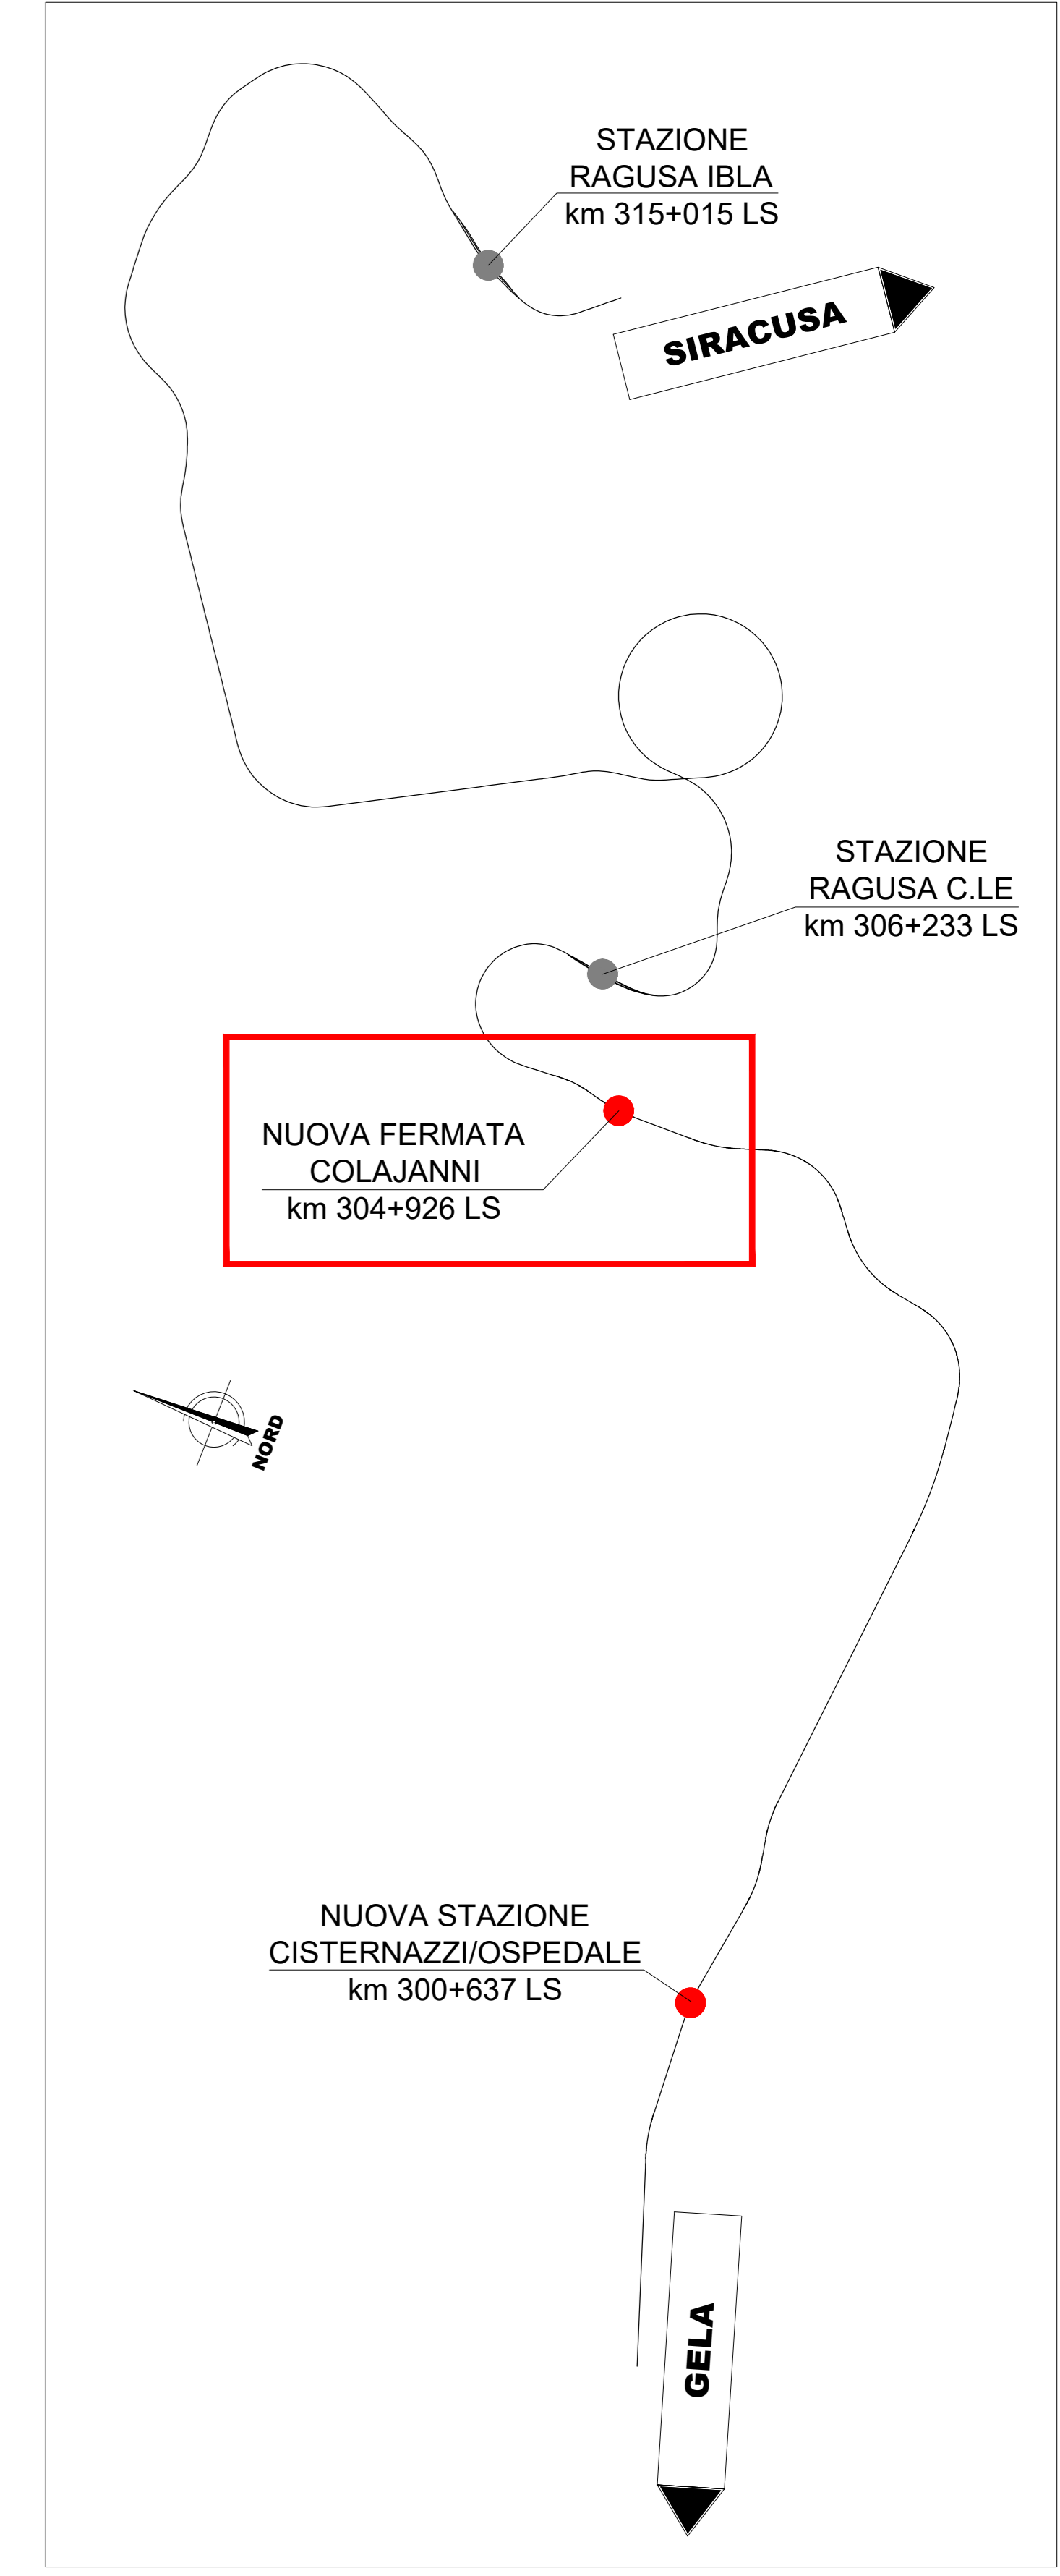 STAZIONE
RAGUSA IBLA
km 315+015 LS
SIRACUSA
STAZIONE
RAGUSA C.LE
km 306+233 LS
NUOVA FERMATA
COLAJANNI
km 304+926 LS
NORD
NUOVA STAZIONE
CISTERNAZZI/OSPEDALE
km 300+637 LS
GELA